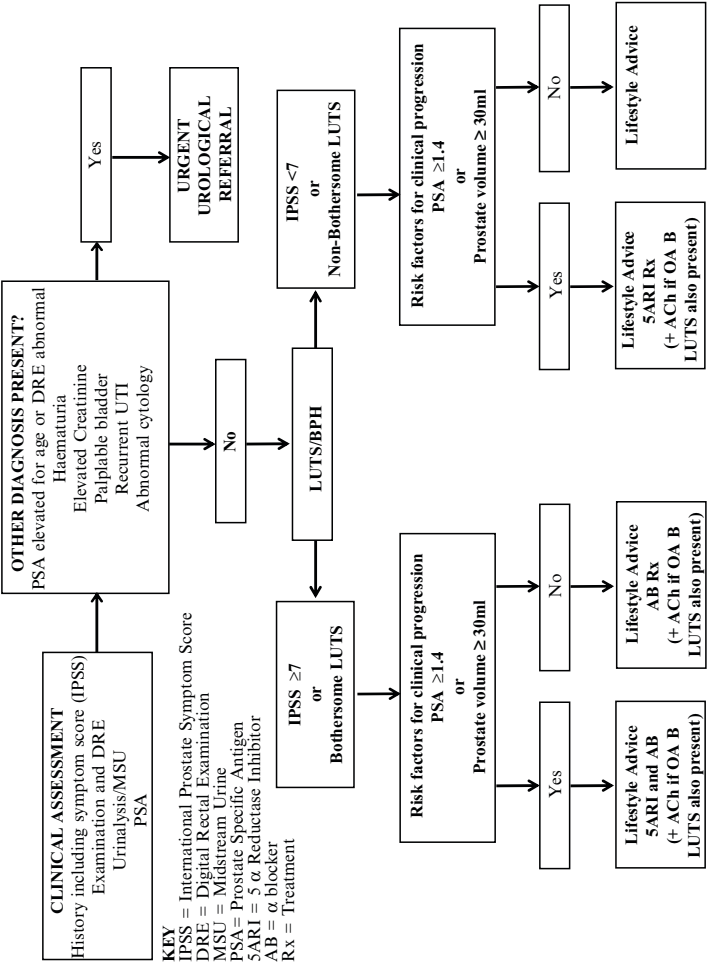 CLINICAL ASSESSMENT
History including symptom score (IPSS)
Examination and DRE
Urinalysis/MSU
PSA
OTHER DIAGNOSIS PRESENT?
PSA elevated for age or DRE abnormal
Haematuria
Elevated Creatinine
Palplable bladder
Recurrent UTI
Abnormal cytology
Yes
URGENT
UROLOGICAL
REFERRAL
No
LUTS/BPH
KEY
IPSS = International Prostate Symptom Score
DRE = Digital Rectal Examination
MSU = Midstream Urine
PSA= Prostate Specific Antigen
5ARI = 5 α Reductase Inhibitor
AB = α blocker
Rx = Treatment
IPSS ≥7
or
Bothersome LUTS
IPSS <7
or
Non-Bothersome LUTS
Risk factors for clinical progression
PSA ≥1.4
or
Prostate volume ≥ 30ml
Risk factors for clinical progression
PSA ≥1.4
or
Prostate volume ≥ 30ml
Yes
No
Yes
No
Lifestyle Advice
5ARI and AB
(+ ACh if OA B
LUTS also present)
Lifestyle Advice
AB Rx
(+ ACh if OA B
LUTS also present)
Lifestyle Advice
5ARI Rx
(+ ACh if OA B
LUTS also present)
Lifestyle Advice